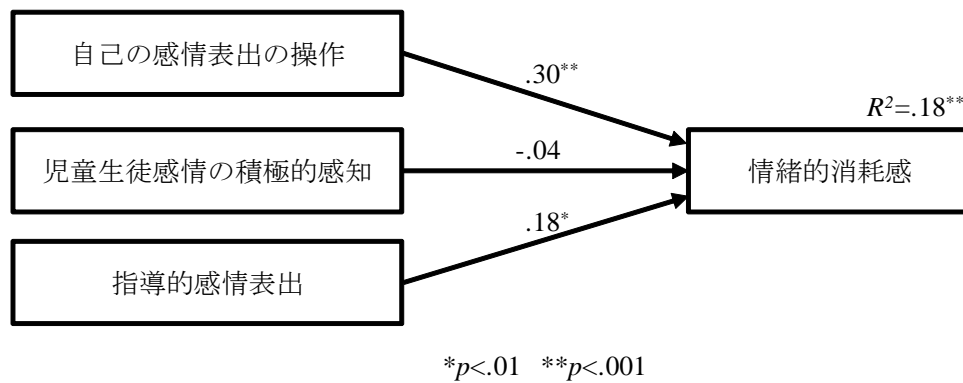 自己の感情表出の操作
.30**
R²=.18**
児童生徒感情の積極的感知
-.04
情緒的消耗感
.18*
指導的感情表出
*p<.01 **p<.001